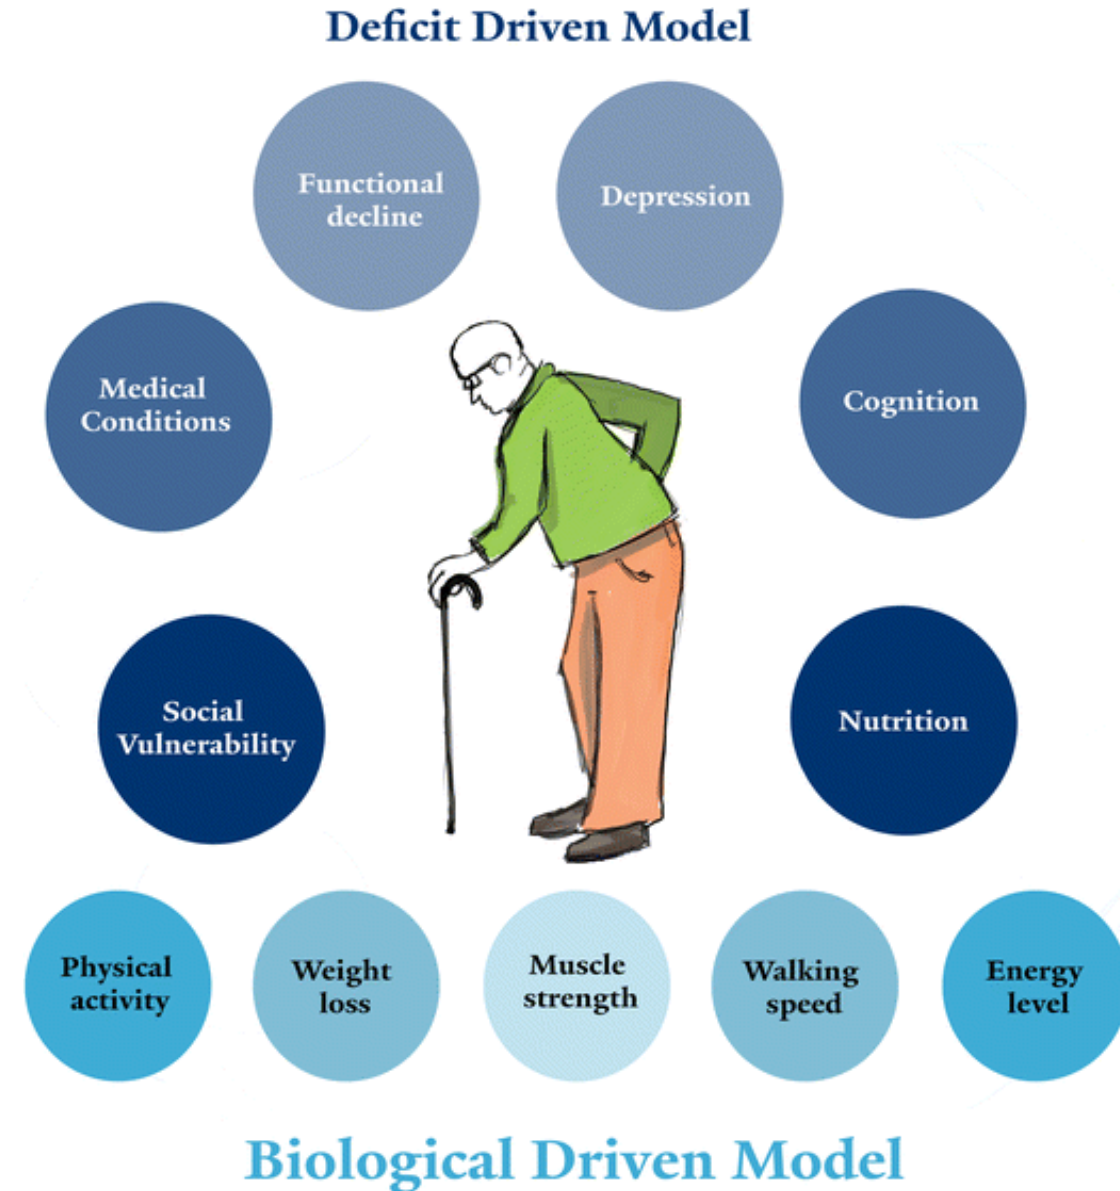 Deficit Driven Model
Functional
decline
Depression
Medical
Conditions
Cognition
Social
Vulnerability
Nutrition
Physical
activity
Weight
loss
Muscle
strength
Walking
speed
Energy
level
Biological Driven Model